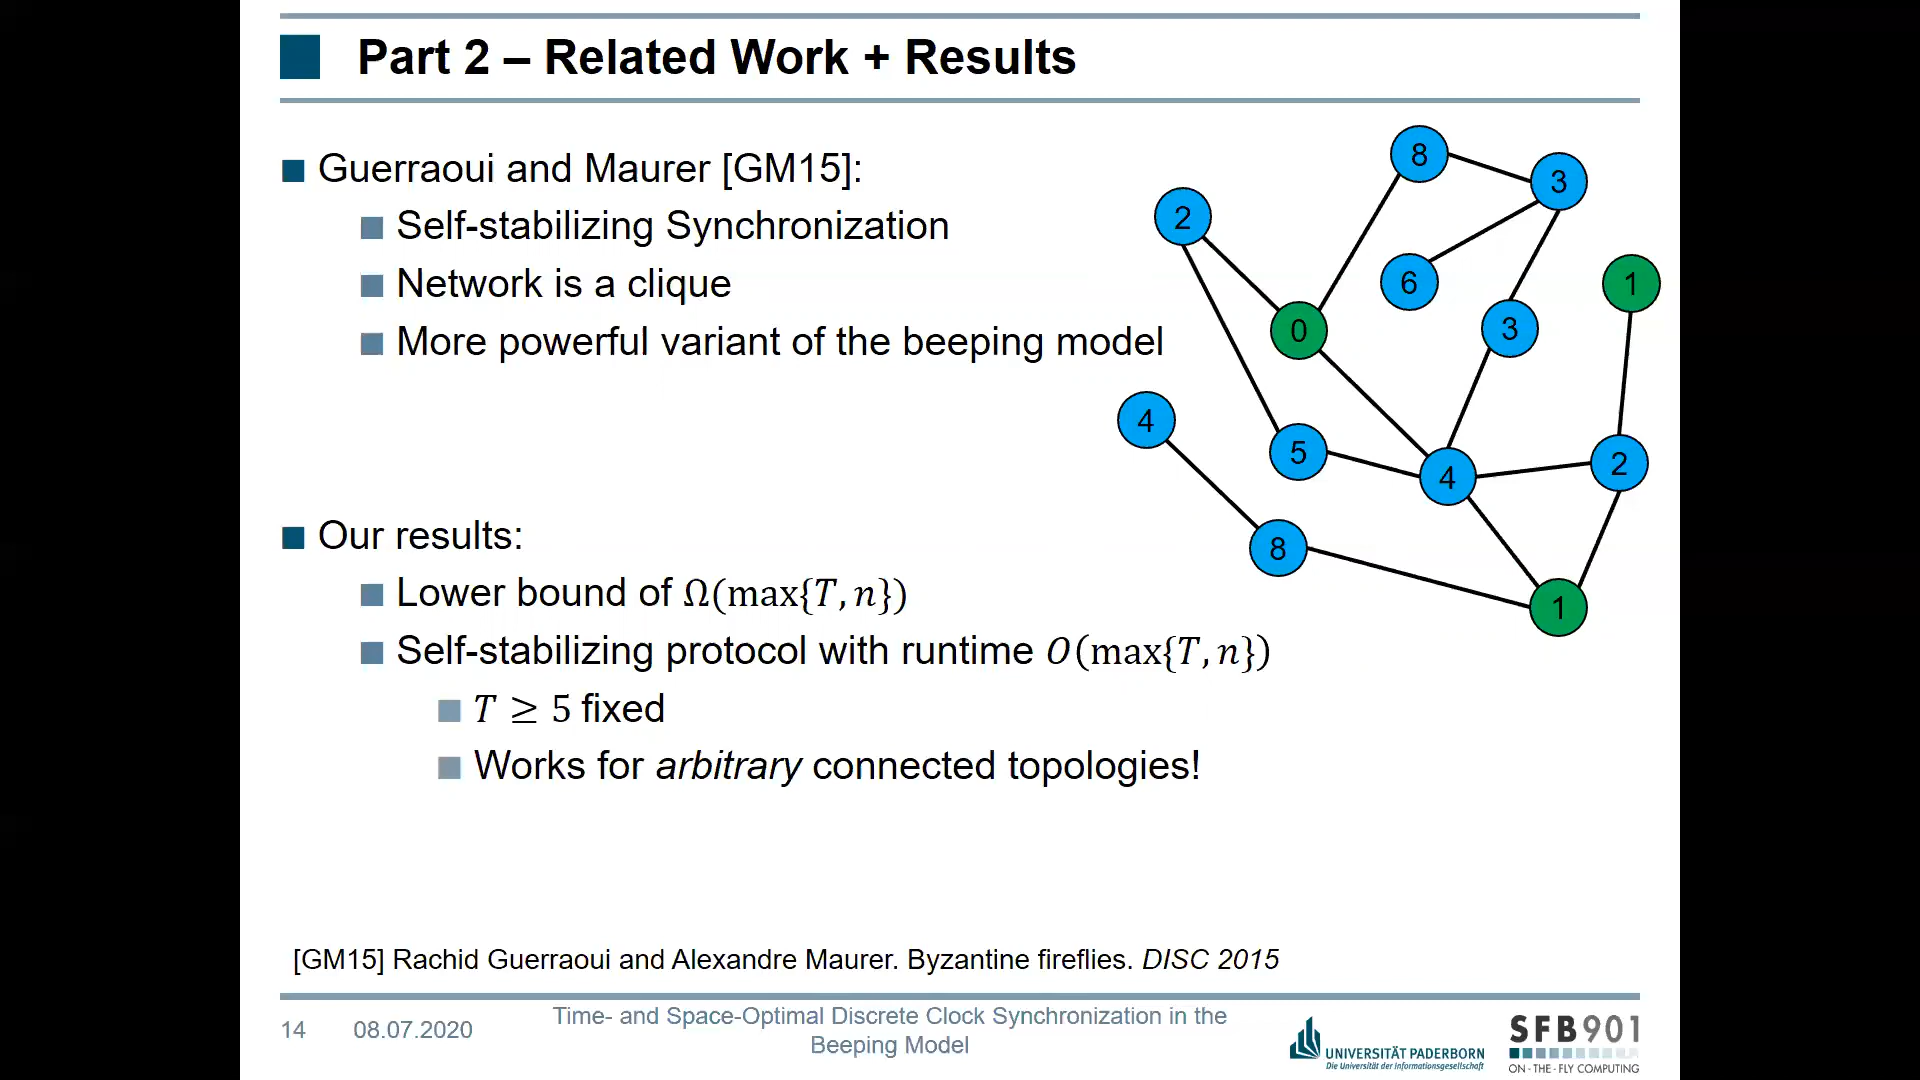 Part 2 – Related Work + Results
Guerraoui and Maurer [GM15]:
Self-stabilizing Synchronization
Network is a clique
More powerful variant of the beeping model
8
3
2
6
1
0
3
4
5
4
2
8
1
Our results:
Lower bound of Ω(max{T, n})
Self-stabilizing protocol with runtime O(max{T, n})
T ≥ 5 fixed
Works for arbitrary connected topologies!
[GM15] Rachid Guerraoui and Alexandre Maurer. Byzantine fireflies. DISC 2015
14
08.07.2020
Time- and Space-Optimal Discrete Clock Synchronization in the
Beeping Model
UNIVERSITÄT PADERBORN
Die Universität der Informationsgesellschaft
SFB901
ON-THE-FLY COMPUTING